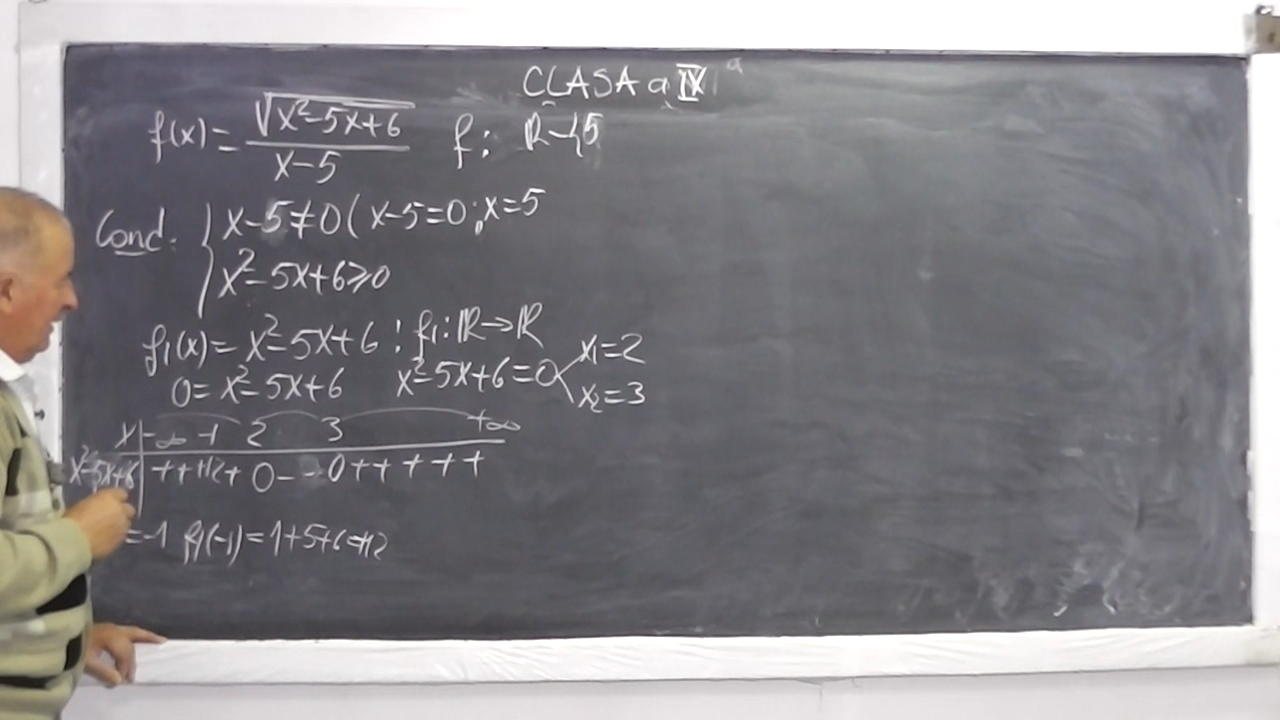 CLASA a IX a
f(x)= √(x²-5x+6) / (x-5)   f: ℝ-{5
Cond: { x-5≠0 ( x-5=0; x=5
x²-5x+6≥0
f₁(x)= x²-5x+6 ; f₁: ℝ→ℝ
0= x²-5x+6   x²-5x+6=0 < x₁=2
x₂=3
x | -∞ -1 2 3 +∞
x²-5x+6 | + + +12 + 0 - - 0 + + + + +
=-1 f₁(-1)=1+5+6=+12